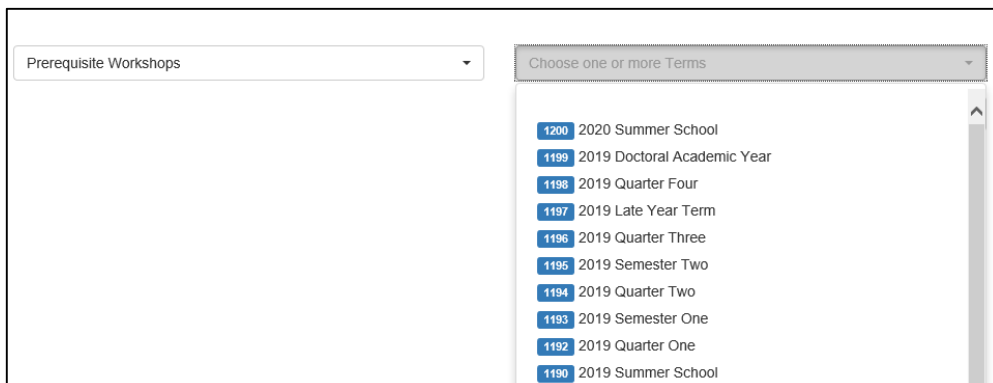 Prerequisite Workshops
Choose one or more Terms
1200 2020 Summer School
1199 2019 Doctoral Academic Year
1198 2019 Quarter Four
1197 2019 Late Year Term
1196 2019 Quarter Three
1195 2019 Semester Two
1194 2019 Quarter Two
1193 2019 Semester One
1192 2019 Quarter One
1190 2019 Summer School